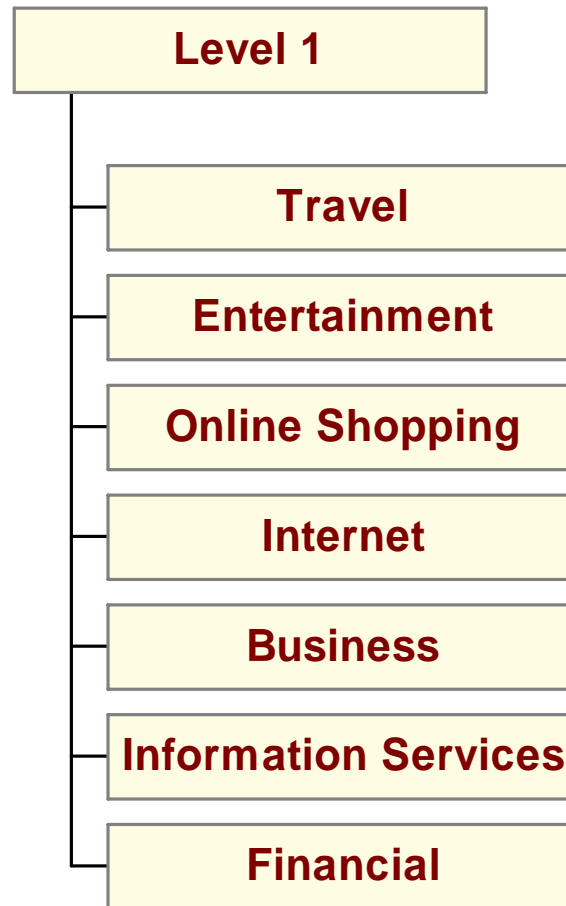 Level 1
Travel
Entertainment
Online Shopping
Internet
Business
Information Services
Financial